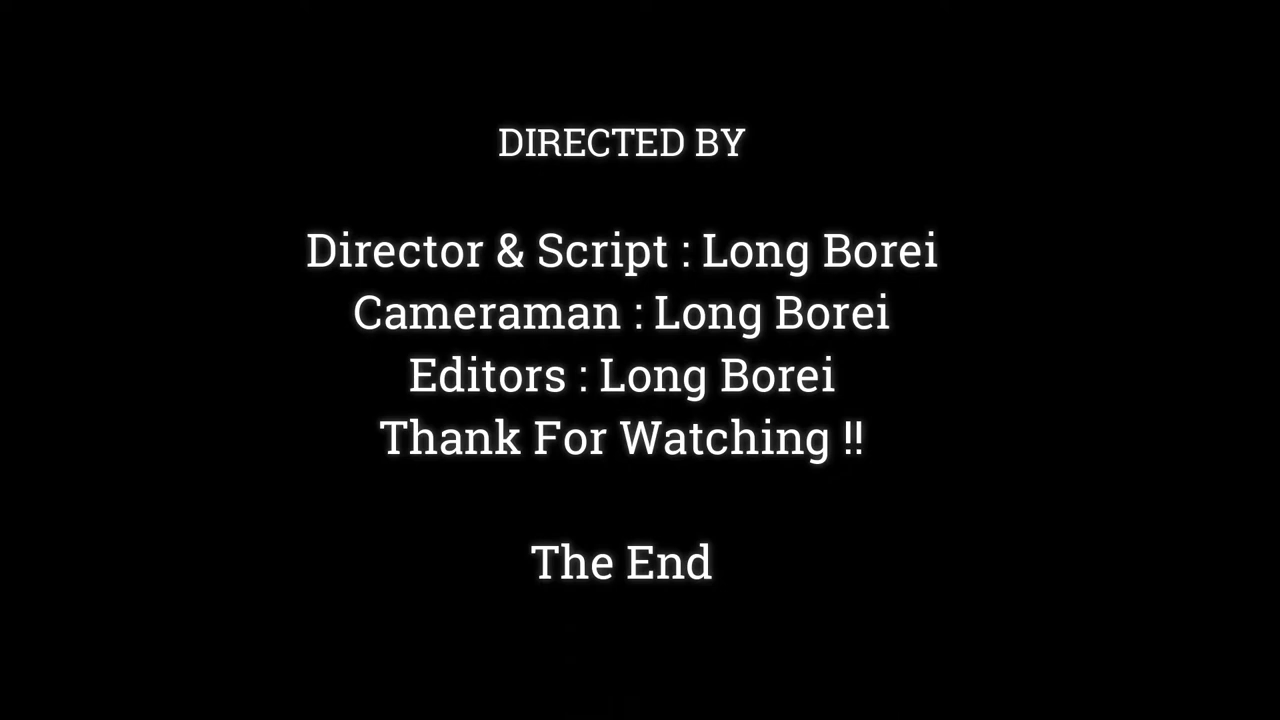 DIRECTED BY
Director & Script : Long Borei
Cameraman : Long Borei
Editors : Long Borei
Thank For Watching !!
The End